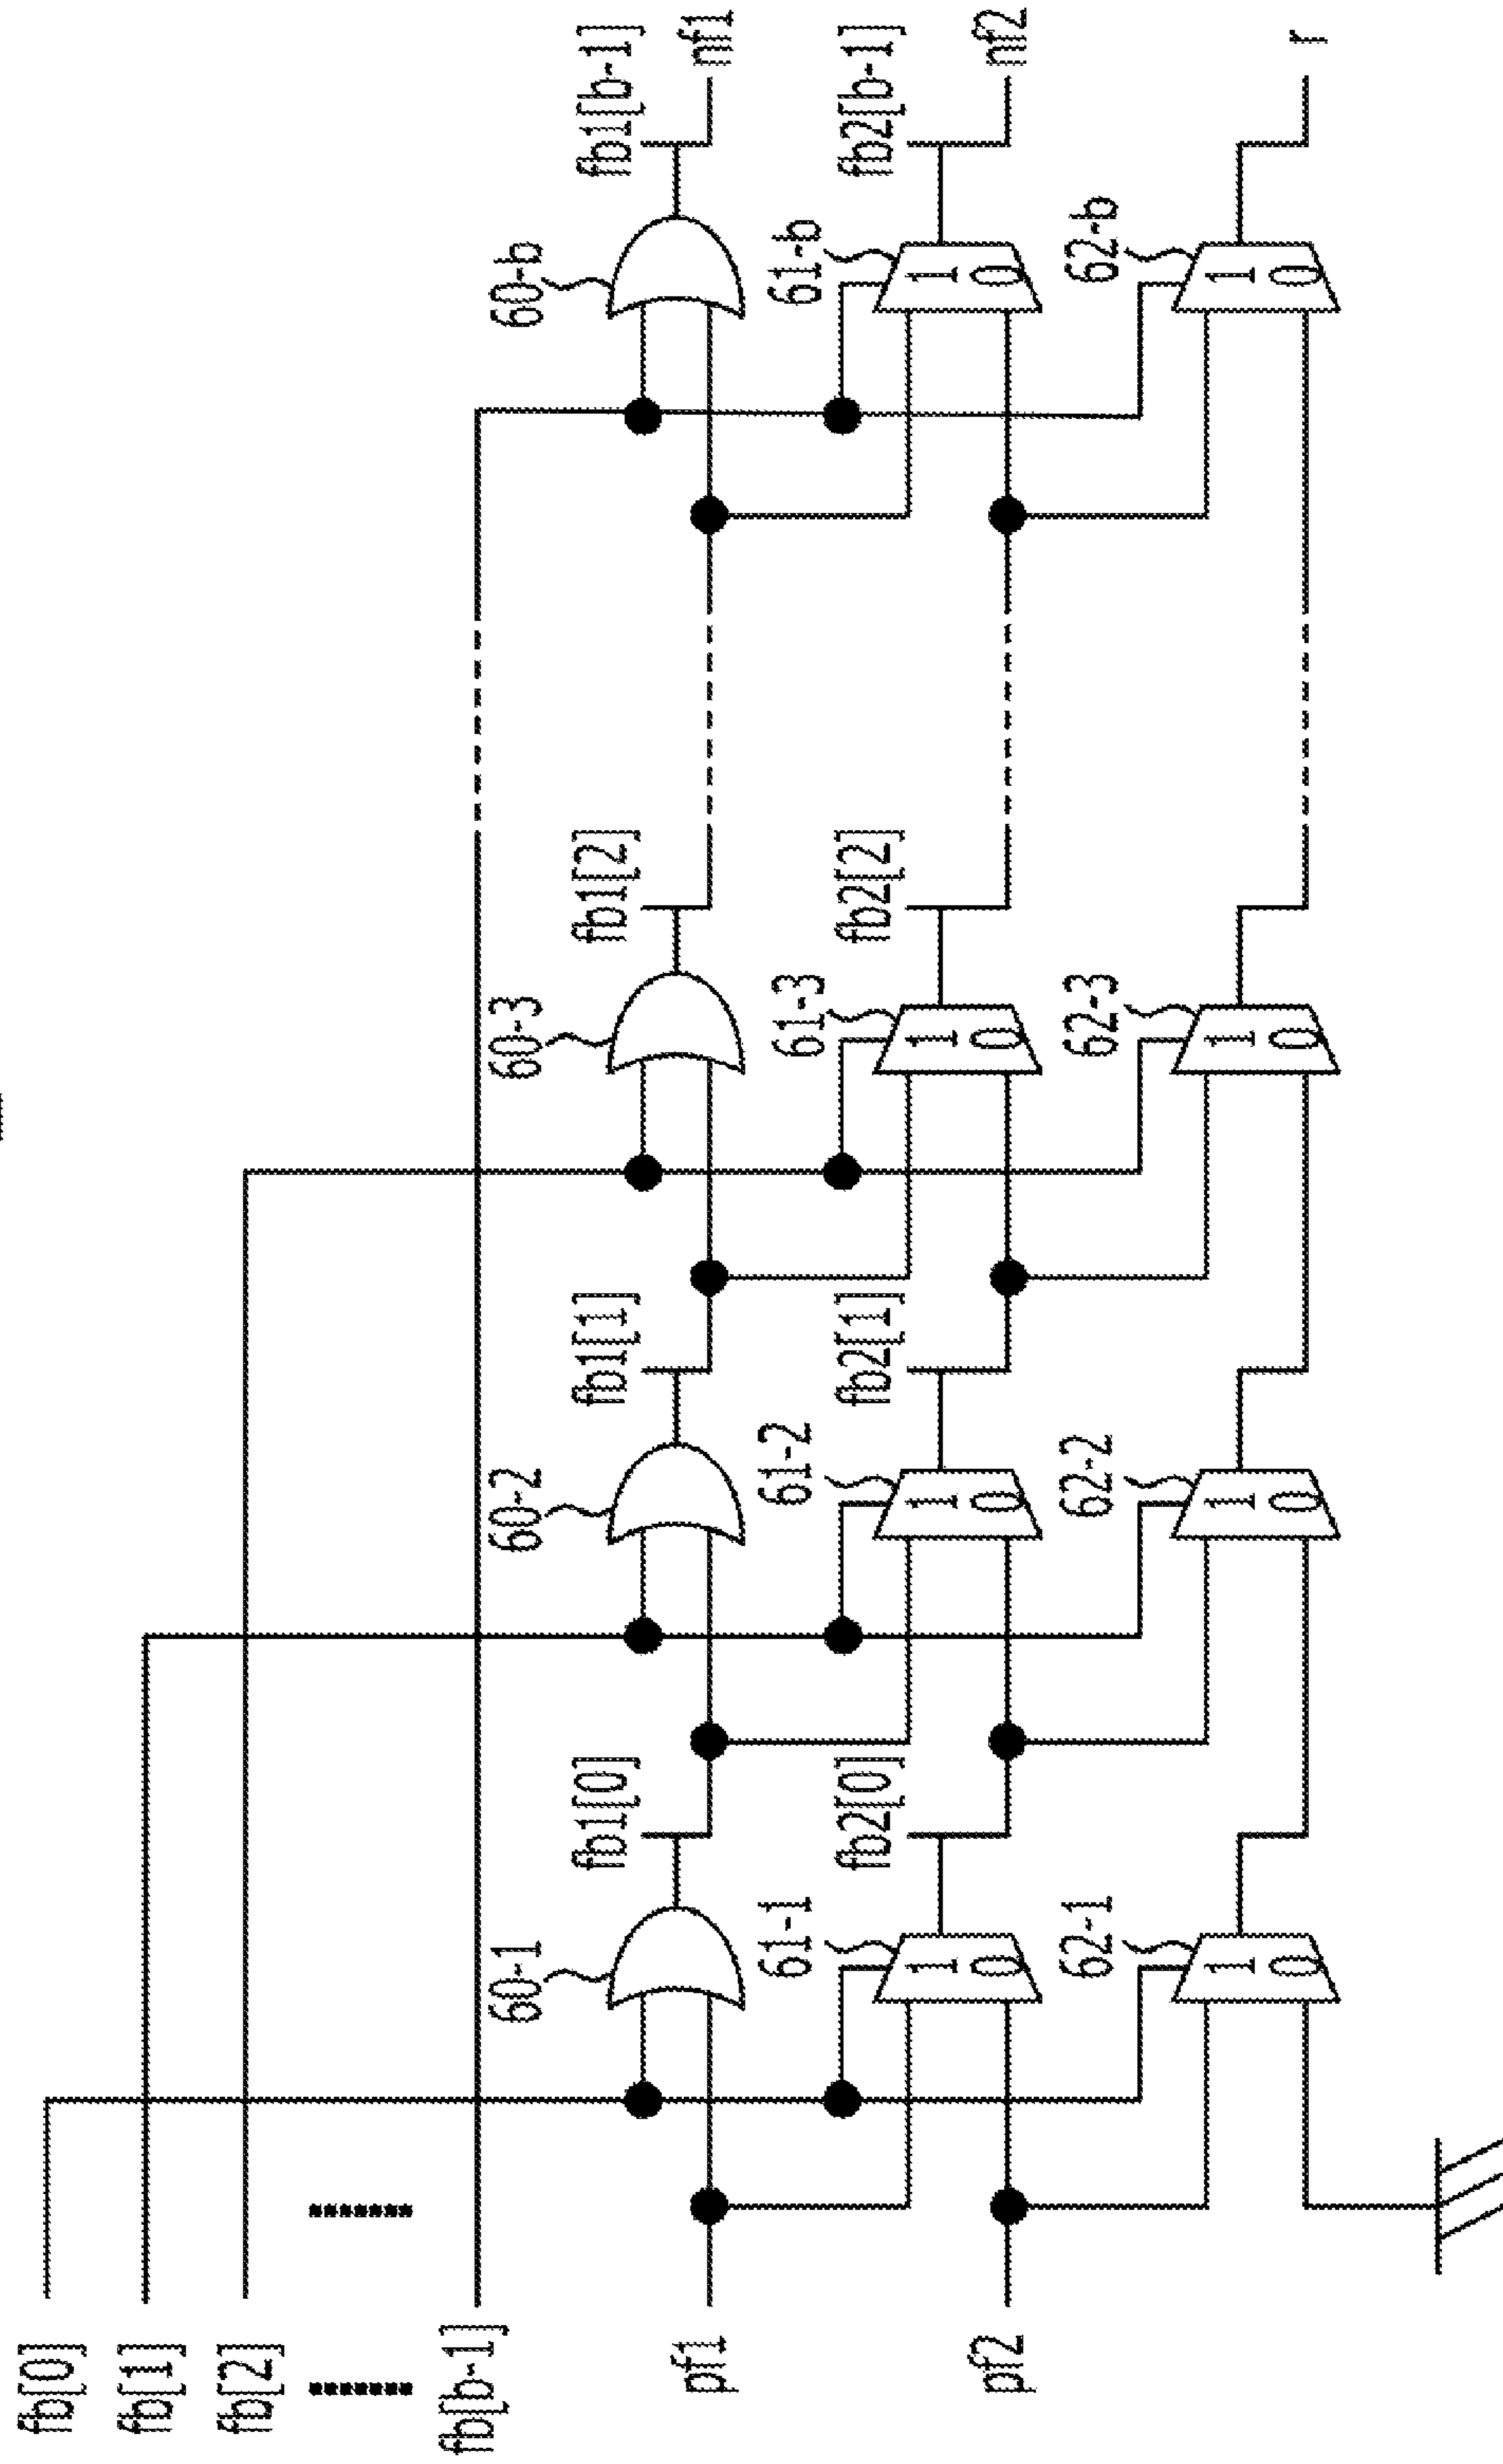 fb[0]
fb[1]
fb[2]
fb[b-1]
pf1
pf2
60-1
60-2
60-3
60-b
fb1[0]
fb1[1]
fb1[2]
fb1[b-1]
nf1
61-1
61-2
61-3
61-b
1 0
1 0
1 0
1 0
fb2[0]
fb2[1]
fb2[2]
fb2[b-1]
nf2
62-1
62-2
62-3
62-b
1 0
1 0
1 0
1 0
r